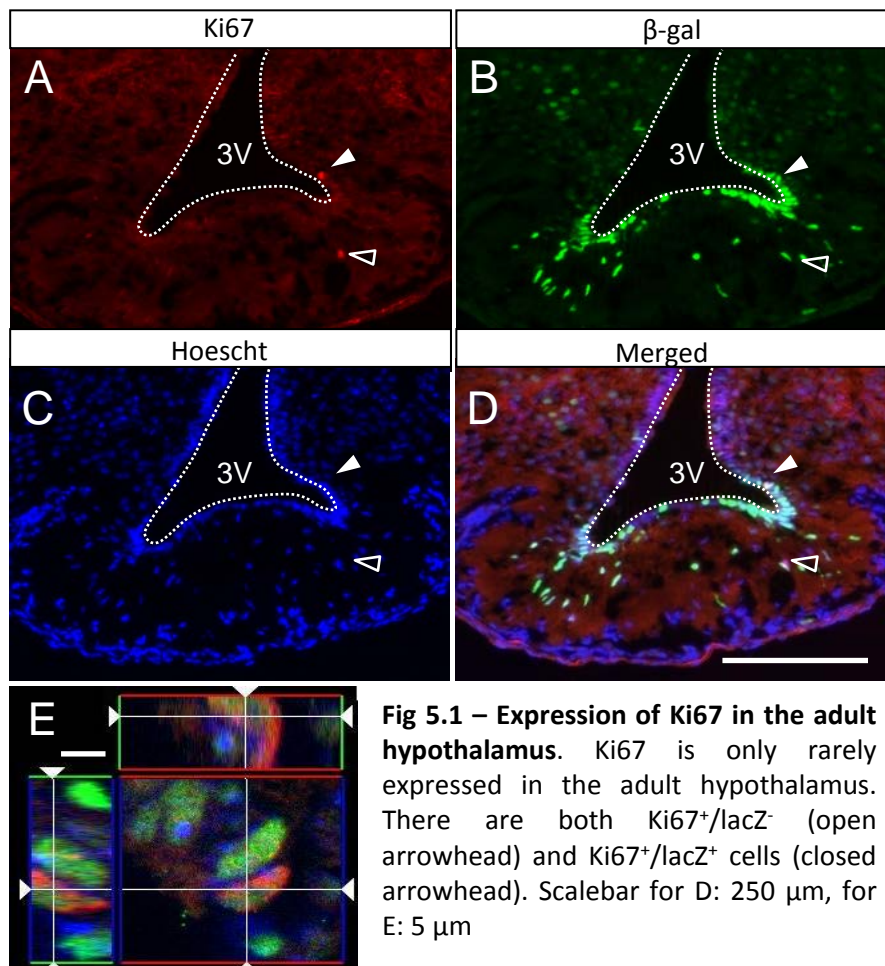 Ki67
β-gal
A
3V
B
3V
Hoescht
Merged
C
3V
D
3V
E
Fig 5.1 – Expression of Ki67 in the adult
hypothalamus. Ki67 is only rarely
expressed in the adult hypothalamus.
There are both Ki67⁺/lacZ⁻ (open
arrowhead) and Ki67⁺/lacZ⁺ cells (closed
arrowhead). Scalebar for D: 250 μm, for
E: 5 μm